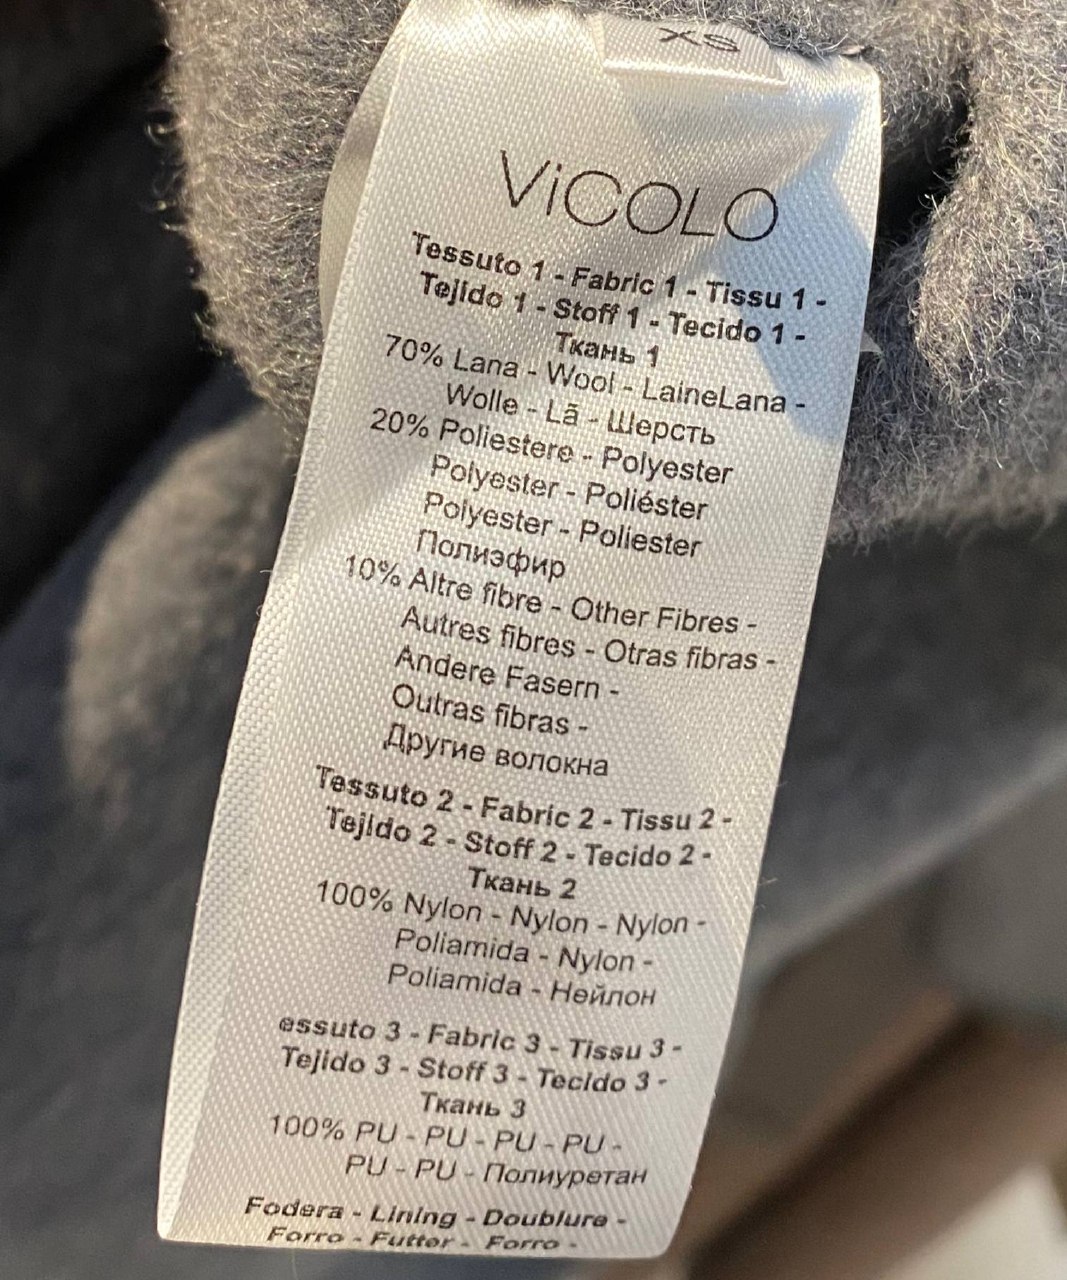 XS
ViCOLO
Tessuto 1 - Fabric 1 - Tissu 1 -
Tejido 1 - Stoff 1 - Tecido 1 -
Ткань 1
70% Lana - Wool - LaineLana -
Wolle - Lã - Шерсть
20% Poliestere - Polyester
Polyester - Poliéster
Polyester - Poliester
Полиэфир
10% Altre fibre - Other Fibres -
Autres fibres - Otras fibras -
Andere Fasern -
Outras fibras -
Другие волокна
Tessuto 2 - Fabric 2 - Tissu 2 -
Tejido 2 - Stoff 2 - Tecido 2 -
Ткань 2
100% Nylon - Nylon - Nylon -
Poliamida - Nylon -
Poliamida - Нейлон
essuto 3 - Fabric 3 - Tissu 3 -
Tejido 3 - Stoff 3 - Tecido 3 -
Ткань 3
100% PU - PU - PU - PU -
PU - PU - Полиуретан
Fodera - Lining - Doublure -
Forro - Futter - Forro -